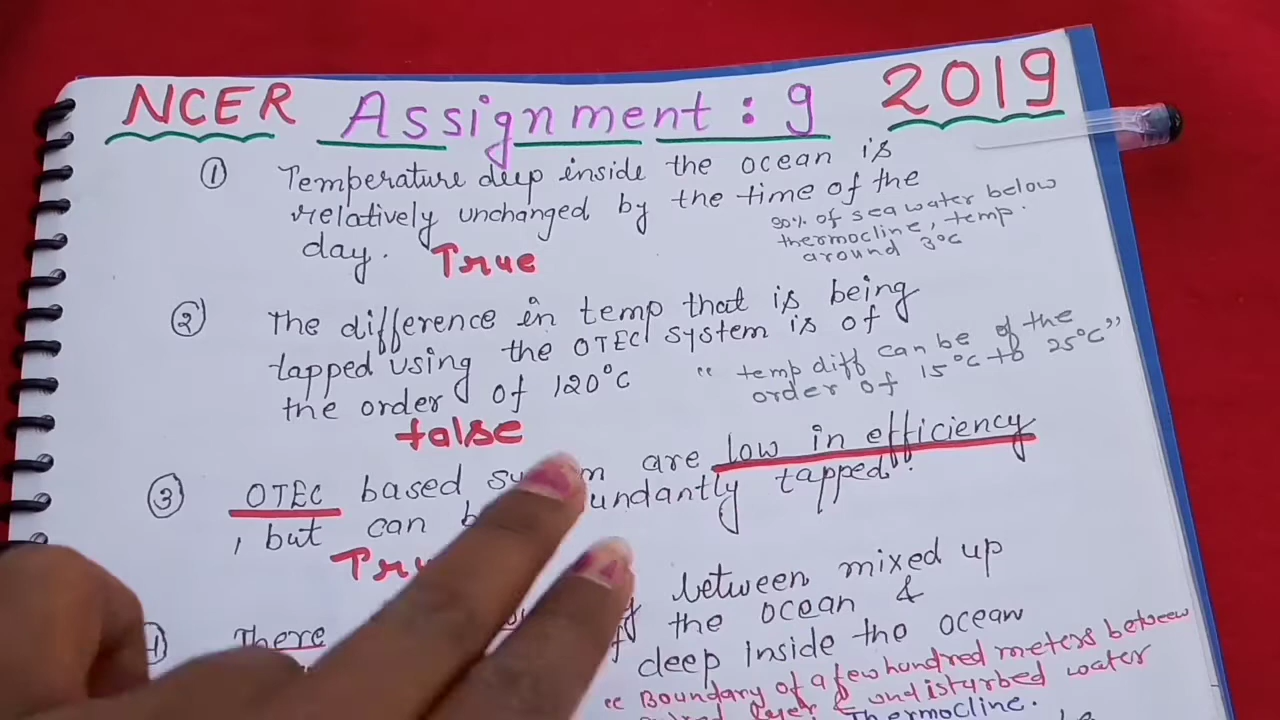 NCER Assignment : 9 2019
① Temperature deep inside the ocean is
relatively unchanged by the time of the
day. True
90% of sea water below
thermocline, temp.
around 3°C
② The difference in temp that is being
tapped using the OTEC system is of
the order of 120°C
false
" temp diff can be of the
order of 15°C to 25°C"
③ OTEC based are low in efficiency
, but can tapped.
④ There between mixed up
the ocean &
deep inside the ocean
" Boundary of a few hundred meters between
layer & undisturbed water
Thermocline.